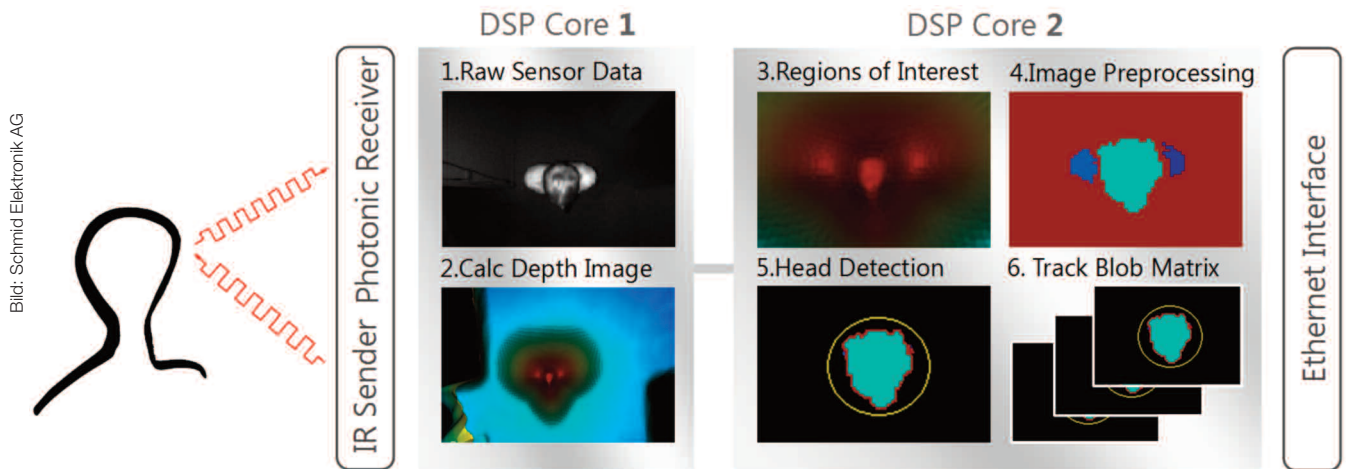 Bild: Schmid Elektronik AG
IR Sender Photonic Receiver
DSP Core 1
1.Raw Sensor Data
2.Calc Depth Image
DSP Core 2
3.Regions of Interest
4.Image Preprocessing
5.Head Detection
6. Track Blob Matrix
Ethernet Interface